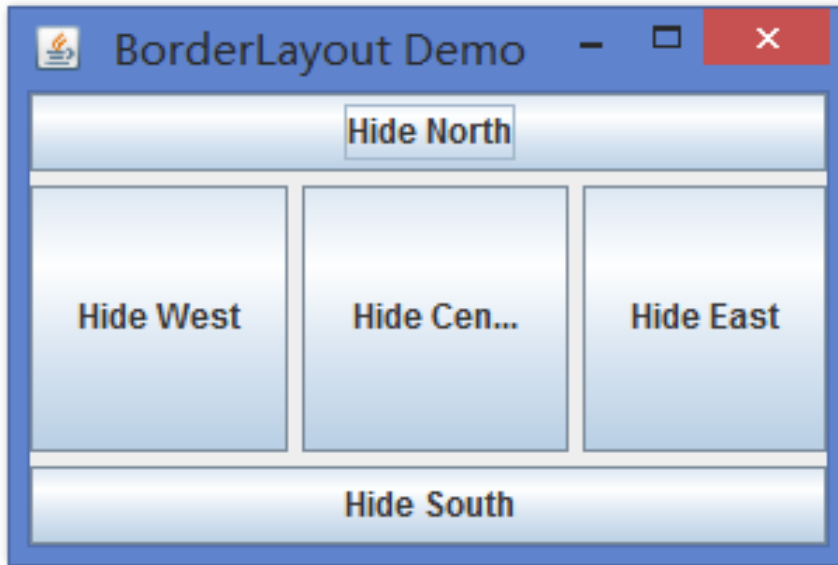 BorderLayout Demo
Hide North
Hide West
Hide Cen...
Hide East
Hide South